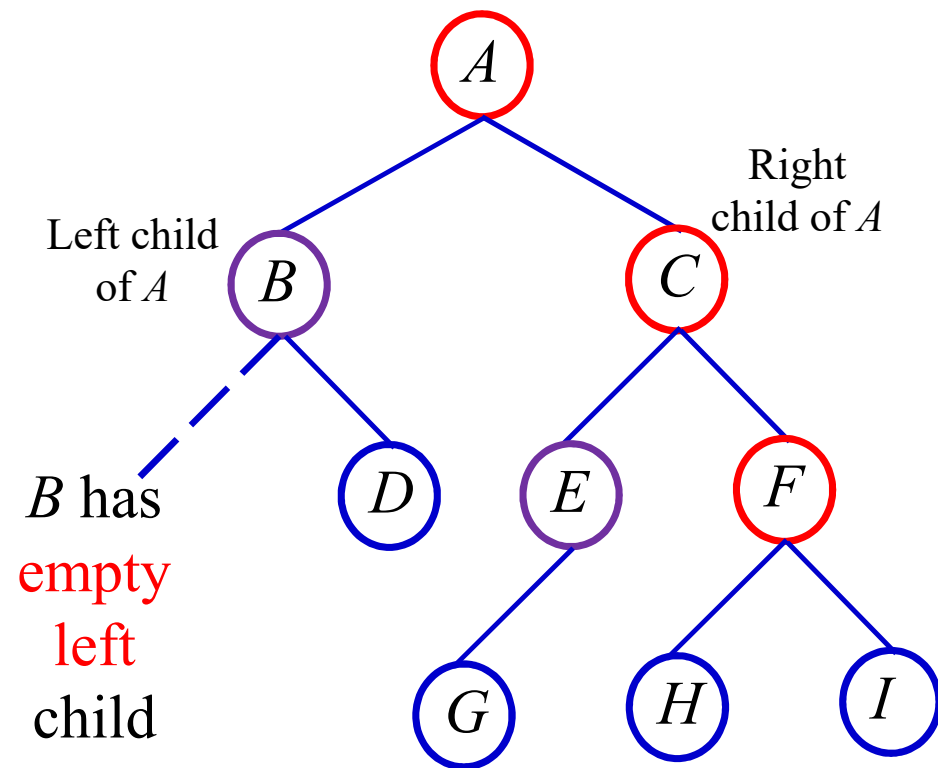 A
Right
child of A
Left child
of A
B
C
B has
empty
left
child
D
E
F
G
H
I